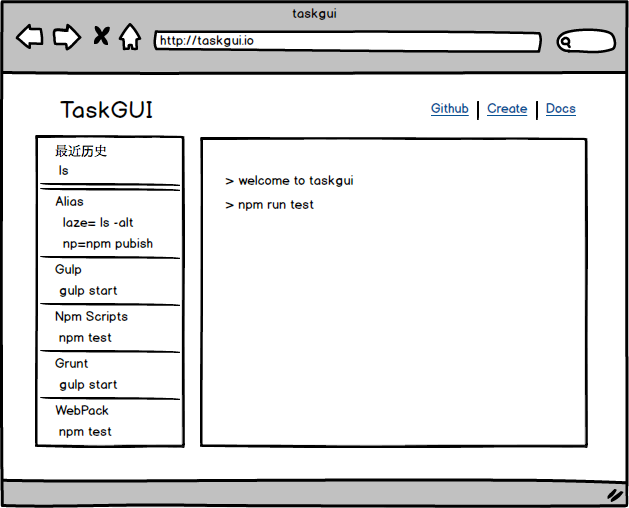 taskgui
http://taskgui.io
TaskGUI
Github | Create | Docs
最近历史
ls
Alias
laze= ls -alt
np=npm pubish
Gulp
gulp start
Npm Scripts
npm test
Grunt
gulp start
WebPack
npm test
> welcome to taskgui
> npm run test